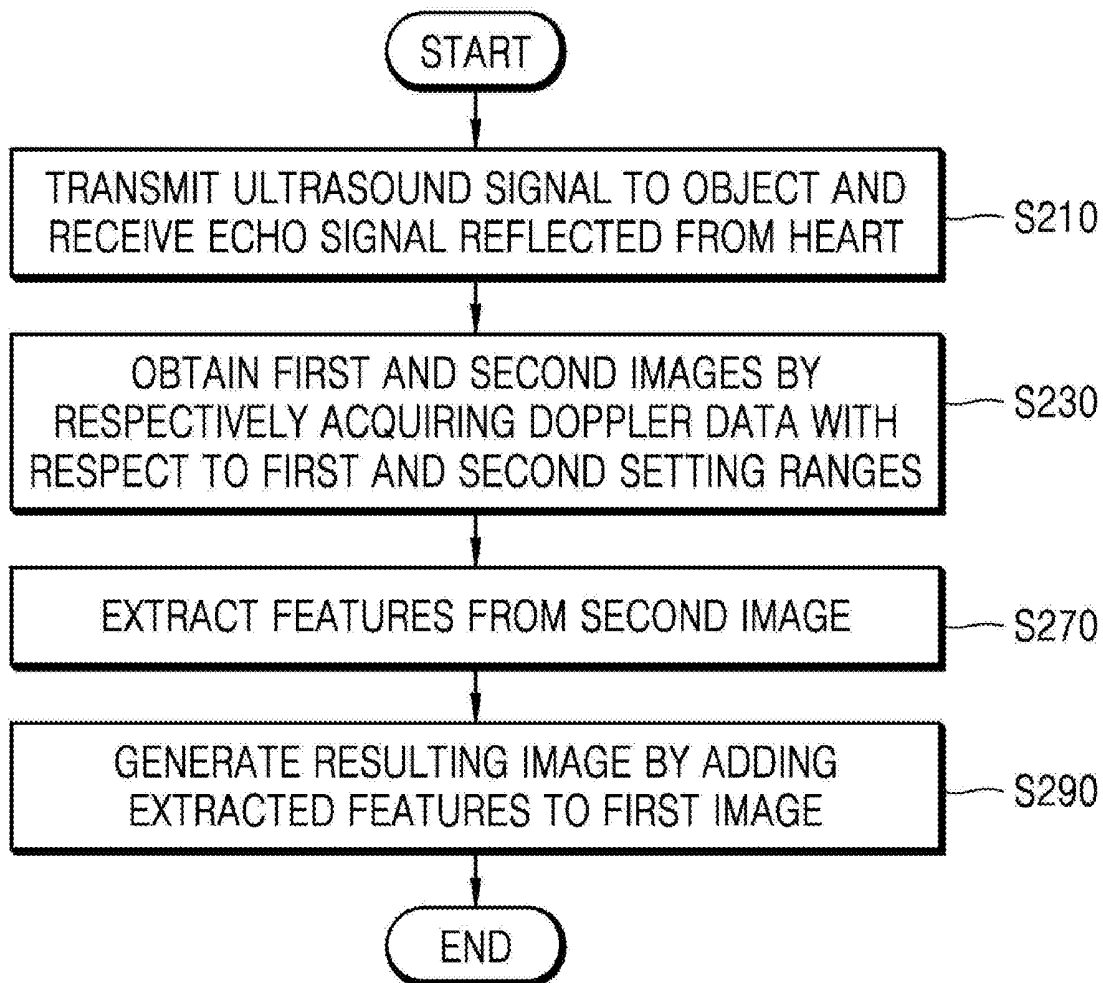 START
TRANSMIT ULTRASOUND SIGNAL TO OBJECT AND
RECEIVE ECHO SIGNAL REFLECTED FROM HEART
S210
OBTAIN FIRST AND SECOND IMAGES BY
RESPECTIVELY ACQUIRING DOPPLER DATA WITH
RESPECT TO FIRST AND SECOND SETTING RANGES
S230
EXTRACT FEATURES FROM SECOND IMAGE
S270
GENERATE RESULTING IMAGE BY ADDING
EXTRACTED FEATURES TO FIRST IMAGE
S290
END